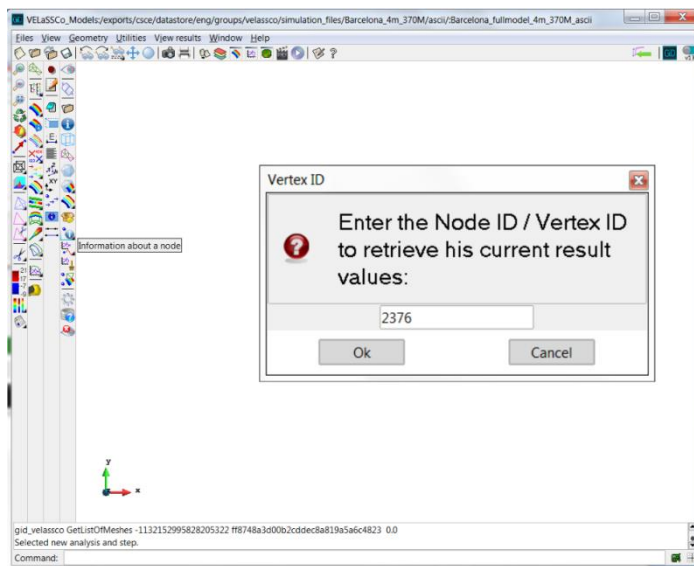 VELaSSCo_Models:/exports/csce/datastore/eng/groups/velassco/simulation_files/Barcelona_4m_370M/ascii/:Barcelona_fullmodel_4m_370M_ascii
Files View Geometry Utilities View results Window Help
Vertex ID
Enter the Node ID / Vertex ID
to retrieve his current result
values:
2376
Ok Cancel
Information about a node
y
x
gid_velassco GetListOfMeshes -1132152995828205322 ff8748a3d00b2cddec8a819a5a6c4823 0.0
Selected new analysis and step.
Command: